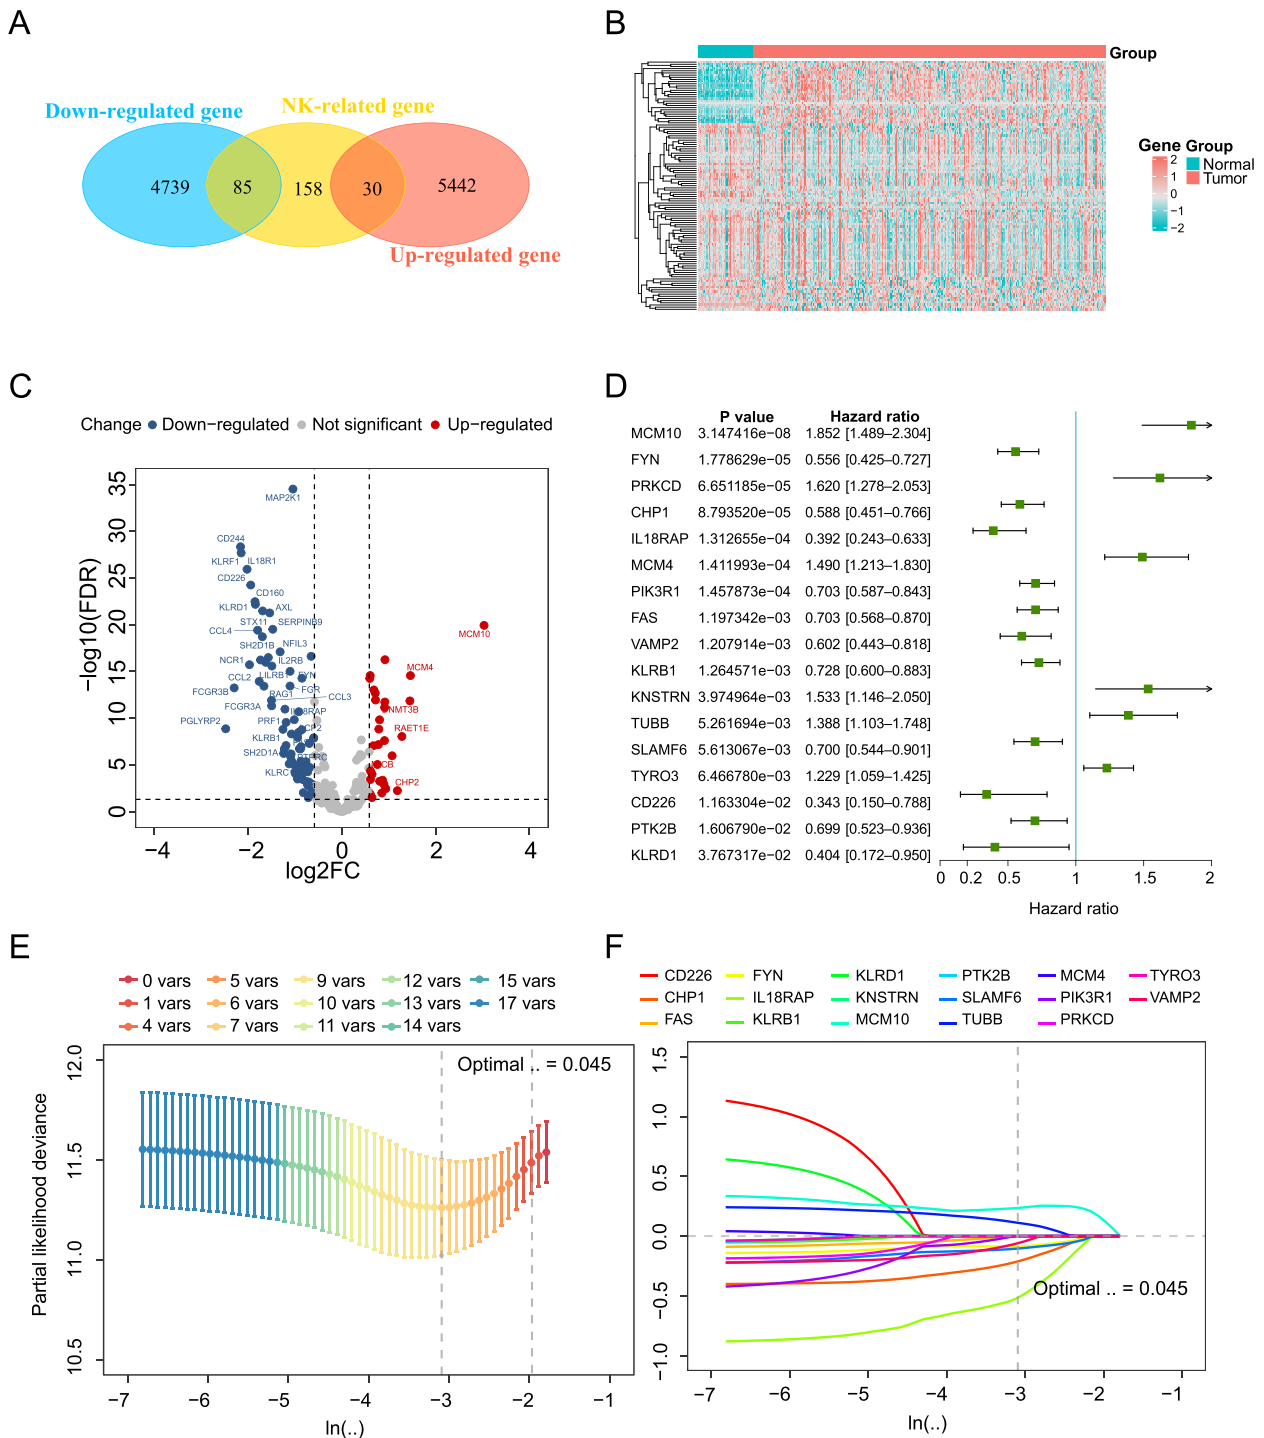 A
Down-regulated gene
NK-related gene
4739
85
158
30
5442
Up-regulated gene
B
Group
Gene
2
1
0
−1
−2
Group
Normal
Tumor
C
Change
Down−regulated
Not significant
Up−regulated
−log10(FDR)
35
30
25
20
15
10
5
0
MAP2K1
CD244
KLRF1
IL18R1
CD226
CD160
KLRD1
AXL
STX11
SERPINB9
CCL4
SH2D1B
NFIL3
NCR1
IL2RB
CCL2
LILRB1
FYN
FCGR3B
RAG1
FGR
CCL3
FCGR3A
IL18RAP
PGLYRP2
PRF1
KLRB1
SH2D1A
KLRC
MCM10
MCM4
RAET1E
CHP2
−4
−2
0
2
4
log2FC
D
P value
Hazard ratio
MCM10 3.147416e−08 1.852 [1.489−2.304]
FYN 1.778629e−05 0.556 [0.425−0.727]
PRKCD 6.651185e−05 1.620 [1.278−2.053]
CHP1 8.793520e−05 0.588 [0.451−0.766]
IL18RAP 1.312655e−04 0.392 [0.243−0.633]
MCM4 1.411993e−04 1.490 [1.213−1.830]
PIK3R1 1.457873e−04 0.703 [0.587−0.843]
FAS 1.197342e−03 0.703 [0.568−0.870]
VAMP2 1.207914e−03 0.602 [0.443−0.818]
KLRB1 1.264571e−03 0.728 [0.600−0.883]
KNSTRN 3.974964e−03 1.533 [1.146−2.050]
TUBB 5.261694e−03 1.388 [1.103−1.748]
SLAMF6 5.613067e−03 0.700 [0.544−0.901]
TYRO3 6.466780e−03 1.229 [1.059−1.425]
CD226 1.163304e−02 0.343 [0.150−0.788]
PTK2B 1.606790e−02 0.699 [0.523−0.936]
KLRD1 3.767317e−02 0.404 [0.172−0.950]
0 0.2 0.5 1 1.5 2
Hazard ratio
E
0 vars 5 vars 9 vars 12 vars 15 vars
1 vars 6 vars 10 vars 13 vars 17 vars
4 vars 7 vars 11 vars 14 vars
Optimal .. = 0.045
Partial likelihood deviance
12.0
11.5
11.0
10.5
−7 −6 −5 −4 −3 −2 −1
ln(..)
F
CD226 FYN KLRD1 PTK2B MCM4 TYRO3
CHP1 IL18RAP KNSTRN SLAMF6 PIK3R1 VAMP2
FAS KLRB1 MCM10 TUBB PRKCD
1.5
1.0
0.5
0.0
−0.5
−1.0
Optimal .. = 0.045
−7 −6 −5 −4 −3 −2 −1
ln(..)